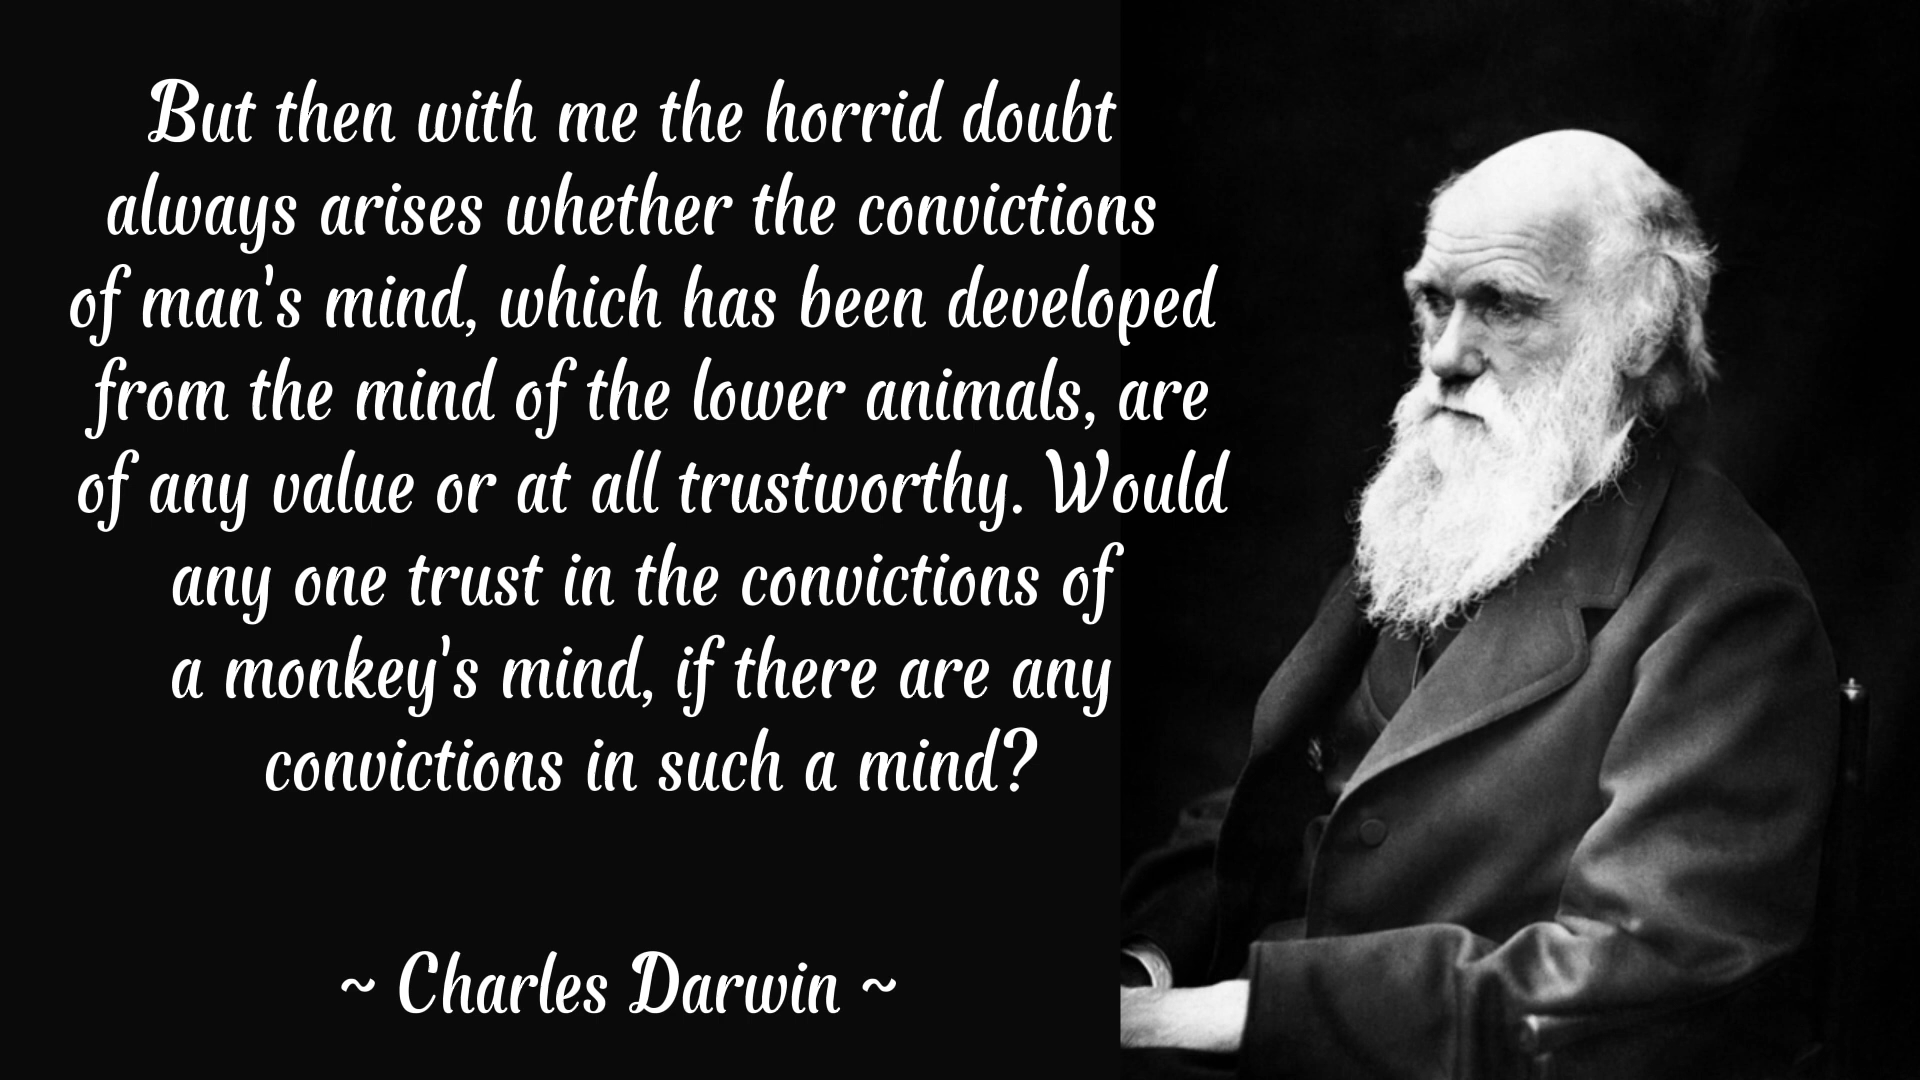 But then with me the horrid doubt
always arises whether the convictions
of man's mind, which has been developed
from the mind of the lower animals, are
of any value or at all trustworthy. Would
any one trust in the convictions of
a monkey's mind, if there are any
convictions in such a mind?
~ Charles Darwin ~